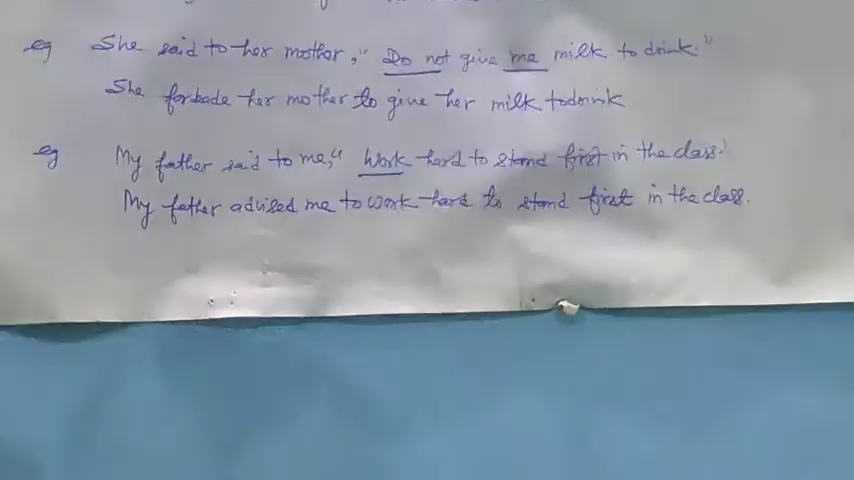 eg She said to her mother," Do not give me milk to drink."
She forbade her mother to give her milk to drink
eg My father said to me," Work hard to stand first in the class."
My father advised me to work hard to stand first in the class.